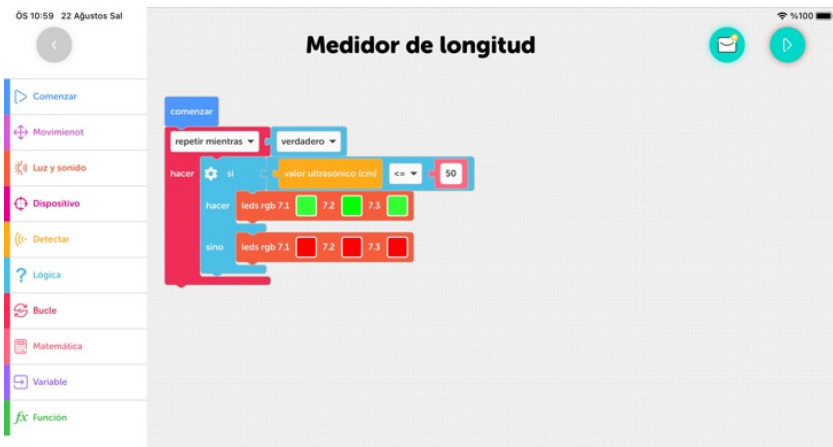 ÖS 10:59 22 Ağustos Sal
%100
Medidor de longitud
Comenzar
Movimienot
Luz y sonido
Dispositivo
Detectar
Lógica
Bucle
Matemática
Variable
fx Función
comenzar
repetir mientras verdadero
hacer si valor ultrasónico (cm) <= 50
hacer leds rgb 7.1 7.2 7.3
sino leds rgb 7.1 7.2 7.3